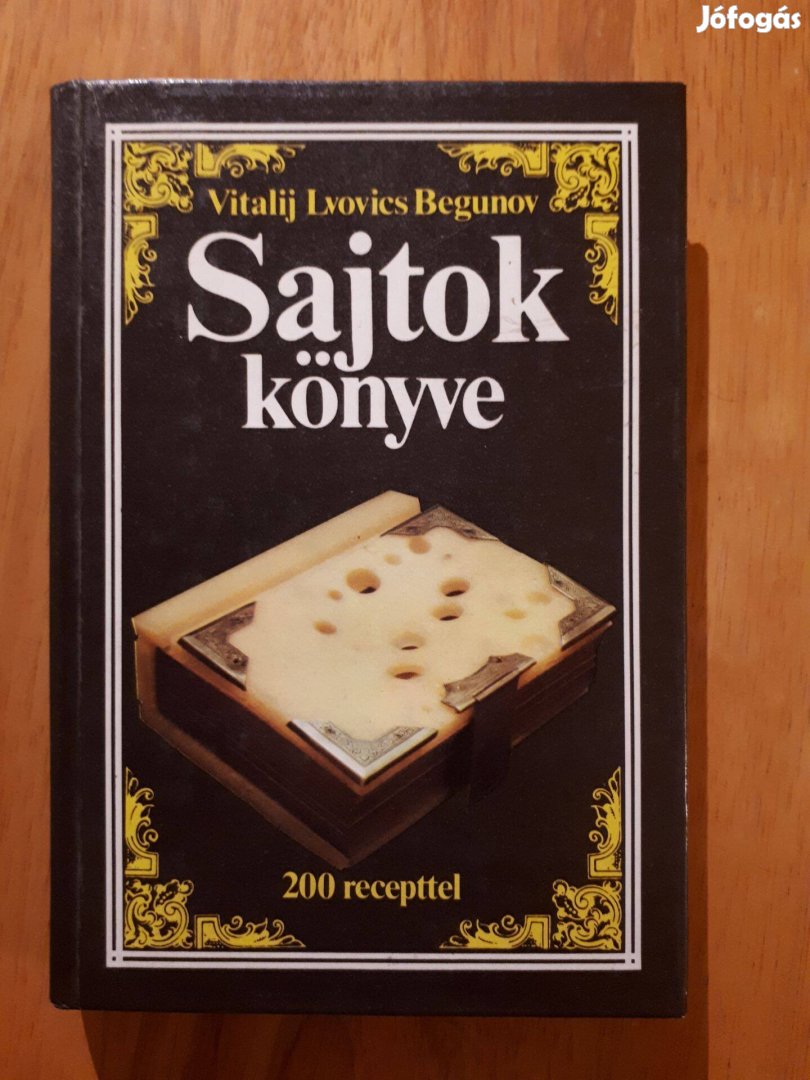 Jófogás
Vitalij Lvovics Begunov
Sajtok
könyve
200 recepttel